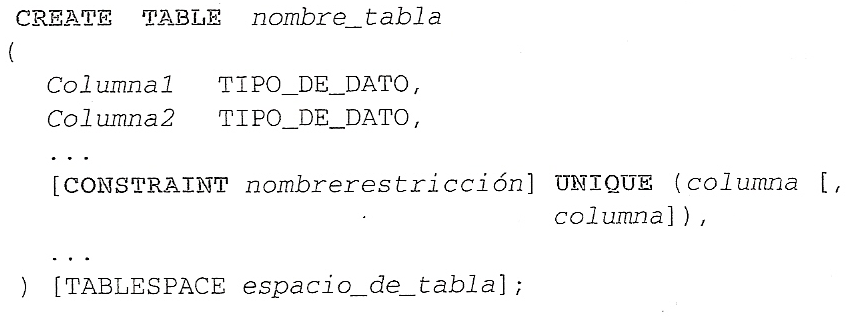 CREATE TABLE nombre_tabla
(
Columna1 TIPO_DE_DATO,
Columna2 TIPO_DE_DATO,
...
[CONSTRAINT nombrerestricción] UNIQUE (columna [,
columna]),
...
) [TABLESPACE espacio_de_tabla];